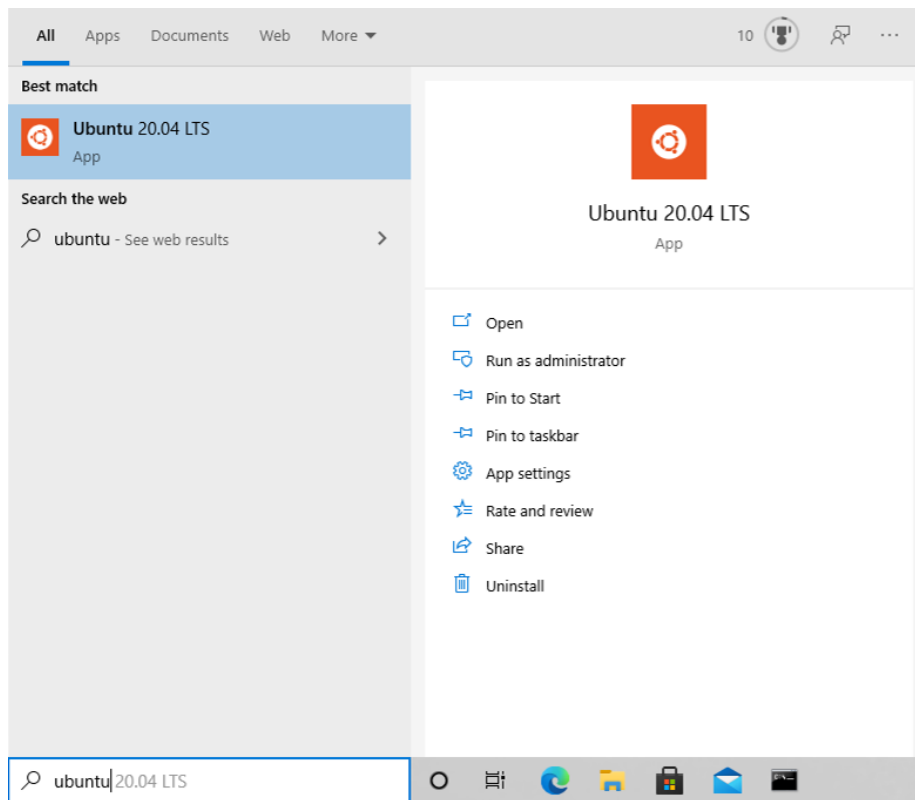 All Apps Documents Web More 10 ...
Best match
Ubuntu 20.04 LTS
App
Search the web
ubuntu - See web results
Ubuntu 20.04 LTS
App
Open
Run as administrator
Pin to Start
Pin to taskbar
App settings
Rate and review
Share
Uninstall
ubuntu 20.04 LTS